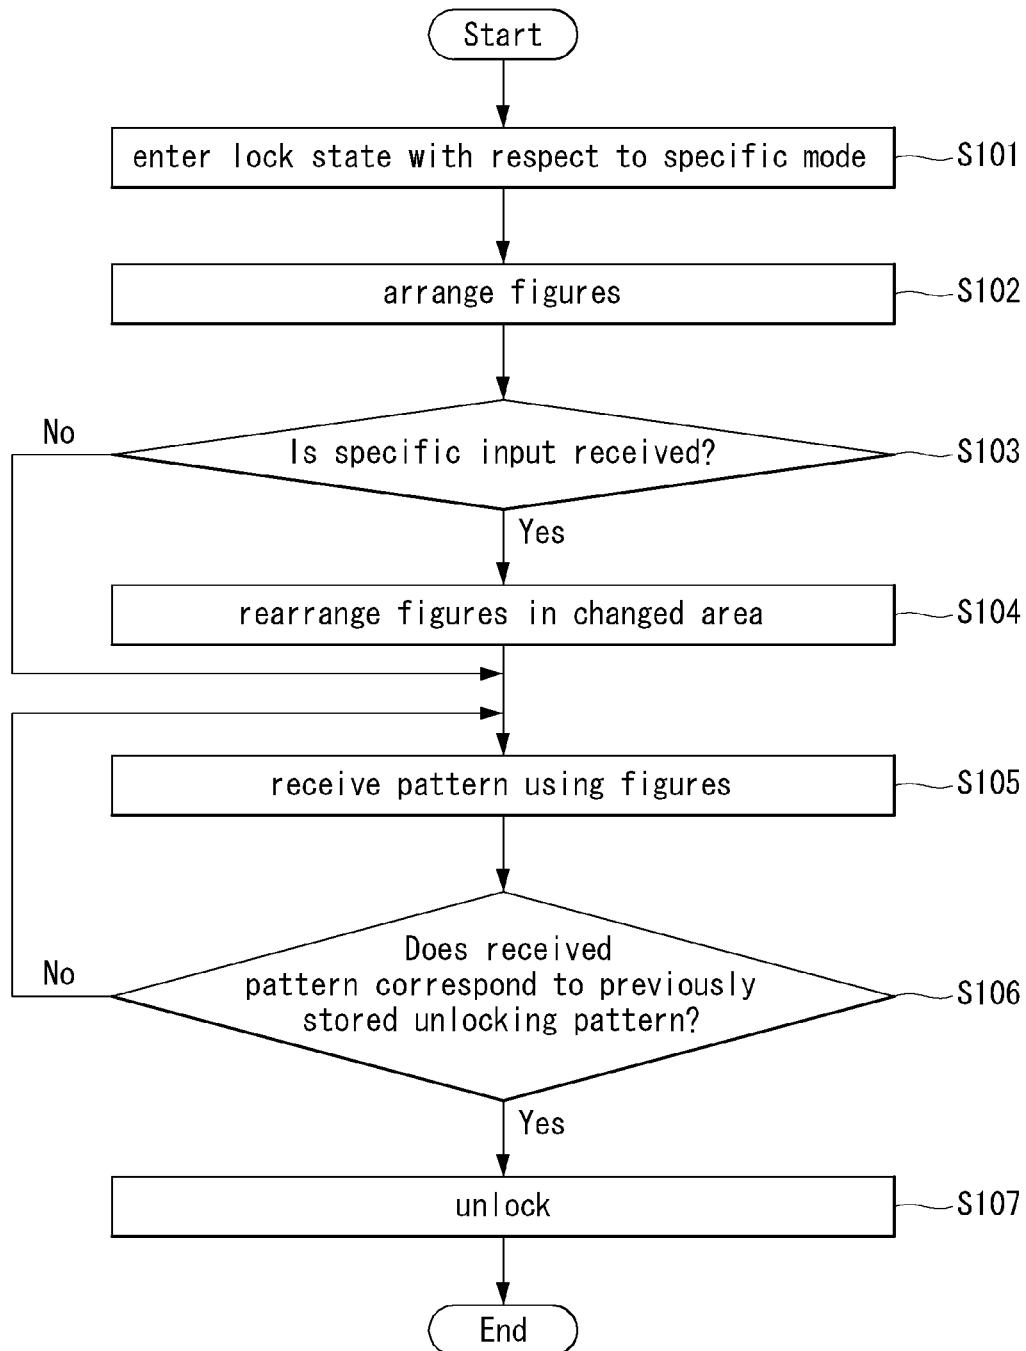 Start
enter lock state with respect to specific mode
S101
arrange figures
S102
No
Is specific input received?
S103
Yes
rearrange figures in changed area
S104
receive pattern using figures
S105
Does received
pattern correspond to previously
stored unlocking pattern?
No
S106
Yes
unlock
S107
End